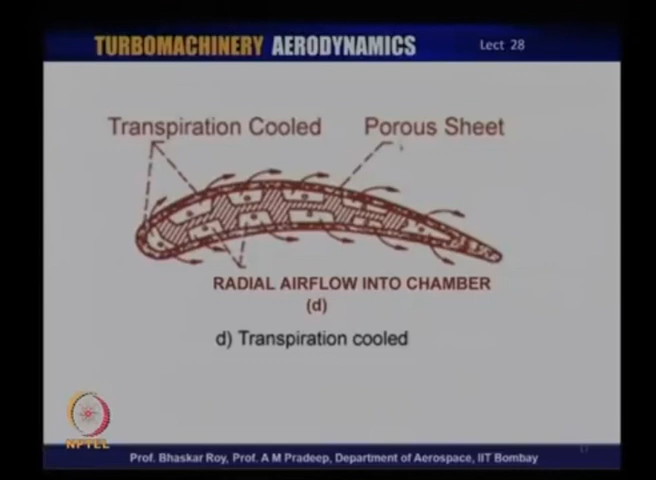 TURBOMACHINERY AERODYNAMICS Lect 28
Transpiration Cooled Porous Sheet
RADIAL AIRFLOW INTO CHAMBER
(d)
d) Transpiration cooled
NPTEL
Prof. Bhaskar Roy, Prof. A M Pradeep, Department of Aerospace, IIT Bombay